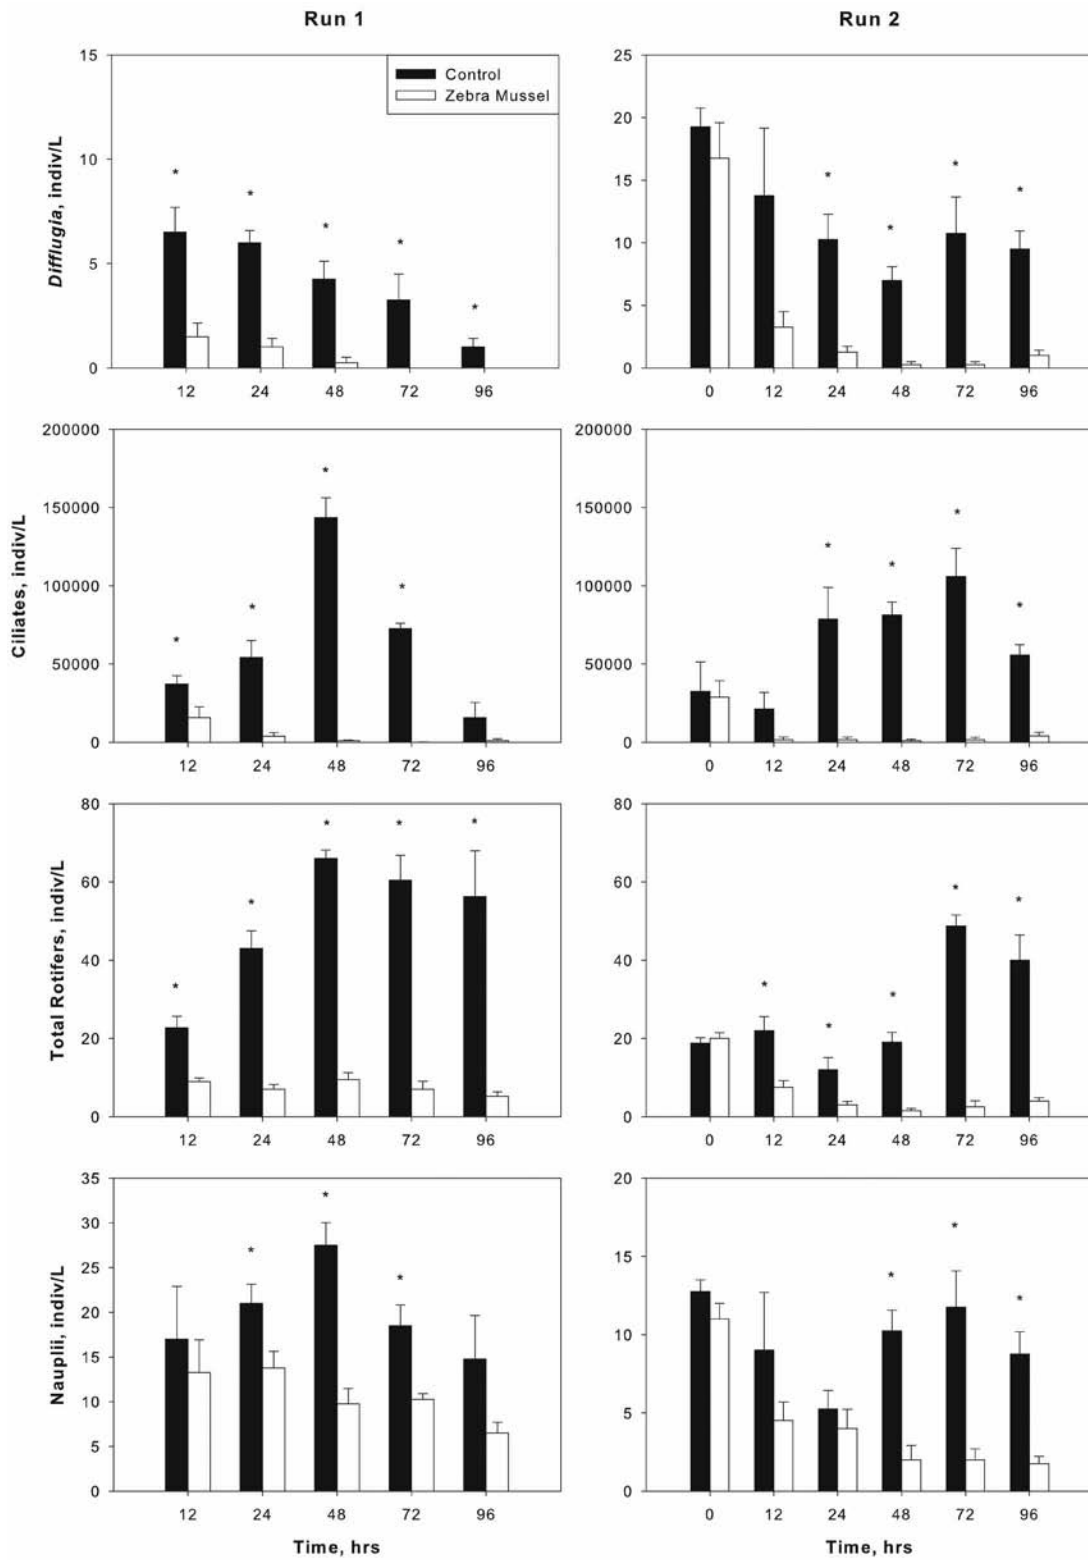 Run 1
Run 2
Control
Zebra Mussel
Difflugia, indiv/L
15
10
5
0
* * * * *
12 24 48 72 96
25
20
15
10
5
0
* * * *
0 12 24 48 72 96
Ciliates, indiv/L
200000
150000
100000
50000
0
* * * *
12 24 48 72 96
200000
150000
100000
50000
0
* * * *
0 12 24 48 72 96
Total Rotifers, indiv/L
80
60
40
20
0
* * * * *
12 24 48 72 96
80
60
40
20
0
* * * * *
0 12 24 48 72 96
Nauplii, indiv/L
35
30
25
20
15
10
5
0
* * *
12 24 48 72 96
Time, hrs
20
15
10
5
0
* * *
0 12 24 48 72 96
Time, hrs